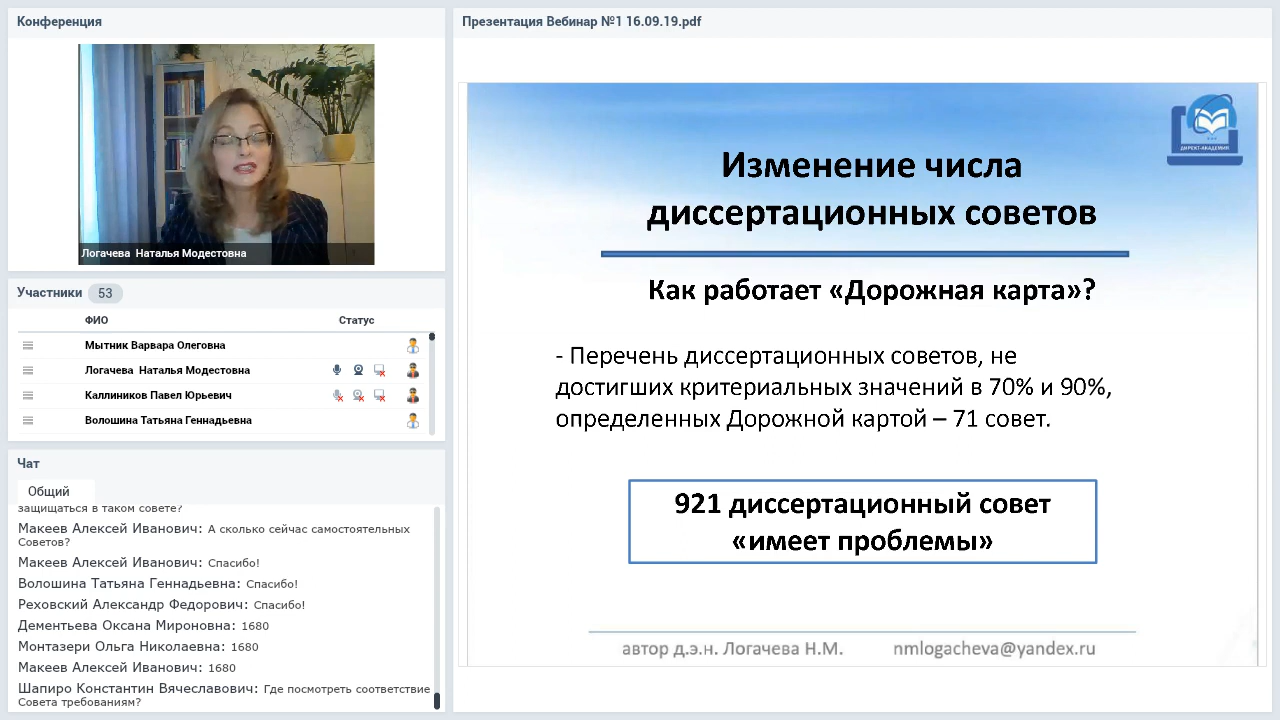 Конференция
Логачева  Наталья Модестовна
Участники 53
ФИО Статус
Мытник Варвара Олеговна
Логачева  Наталья Модестовна
Каллиников Павел Юрьевич
Волошина Татьяна Геннадьевна
Чат
Общий
защищаться в таком совете?
Макеев Алексей Иванович: А сколько сейчас самостоятельных
Советов?
Макеев Алексей Иванович: Спасибо!
Волошина Татьяна Геннадьевна: Спасибо!
Реховский Александр Федорович: Спасибо!
Дементьева Оксана Мироновна: 1680
Монтазери Ольга Николаевна: 1680
Макеев Алексей Иванович: 1680
Шапиро Константин Вячеславович: Где посмотреть соответствие
Совета требованиям?
Презентация Вебинар №1 16.09.19.pdf
ДИРЕКТ-АКАДЕМИЯ
Изменение числа
диссертационных советов
Как работает «Дорожная карта»?
- Перечень диссертационных советов, не
достигших критериальных значений в 70% и 90%,
определенных Дорожной картой – 71 совет.
921 диссертационный совет
«имеет проблемы»
автор д.э.н. Логачева Н.М. nmlogacheva@yandex.ru